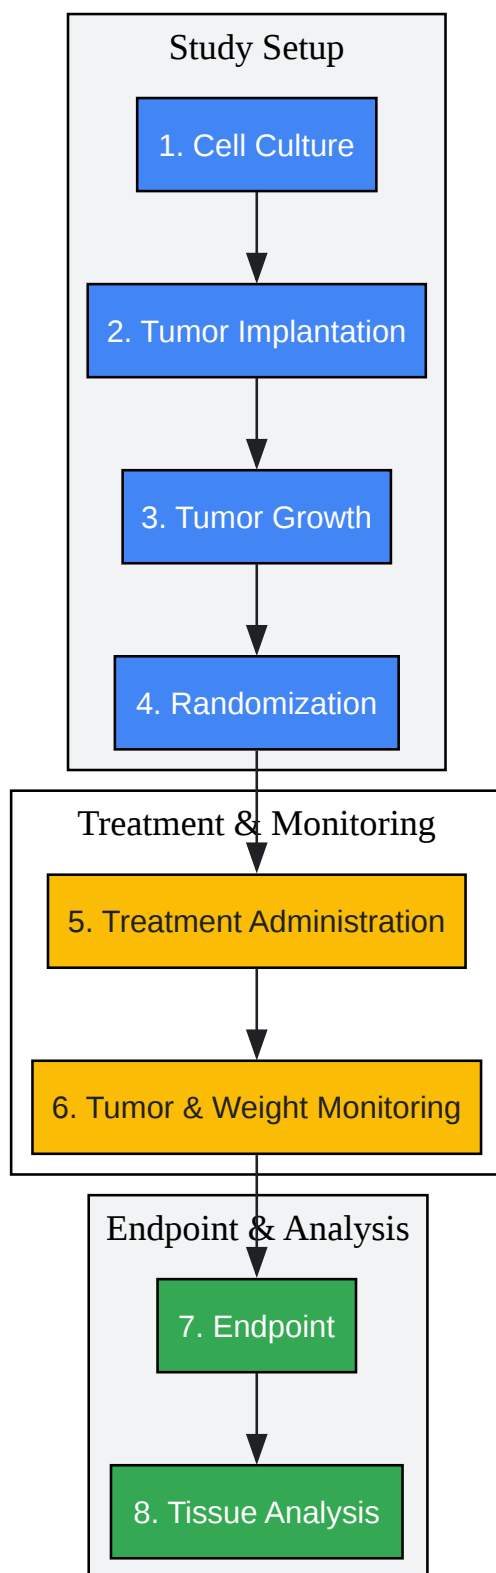 Study Setup
1. Cell Culture
2. Tumor Implantation
3. Tumor Growth
4. Randomization
Treatment & Monitoring
5. Treatment Administration
6. Tumor & Weight Monitoring
Endpoint & Analysis
7. Endpoint
8. Tissue Analysis